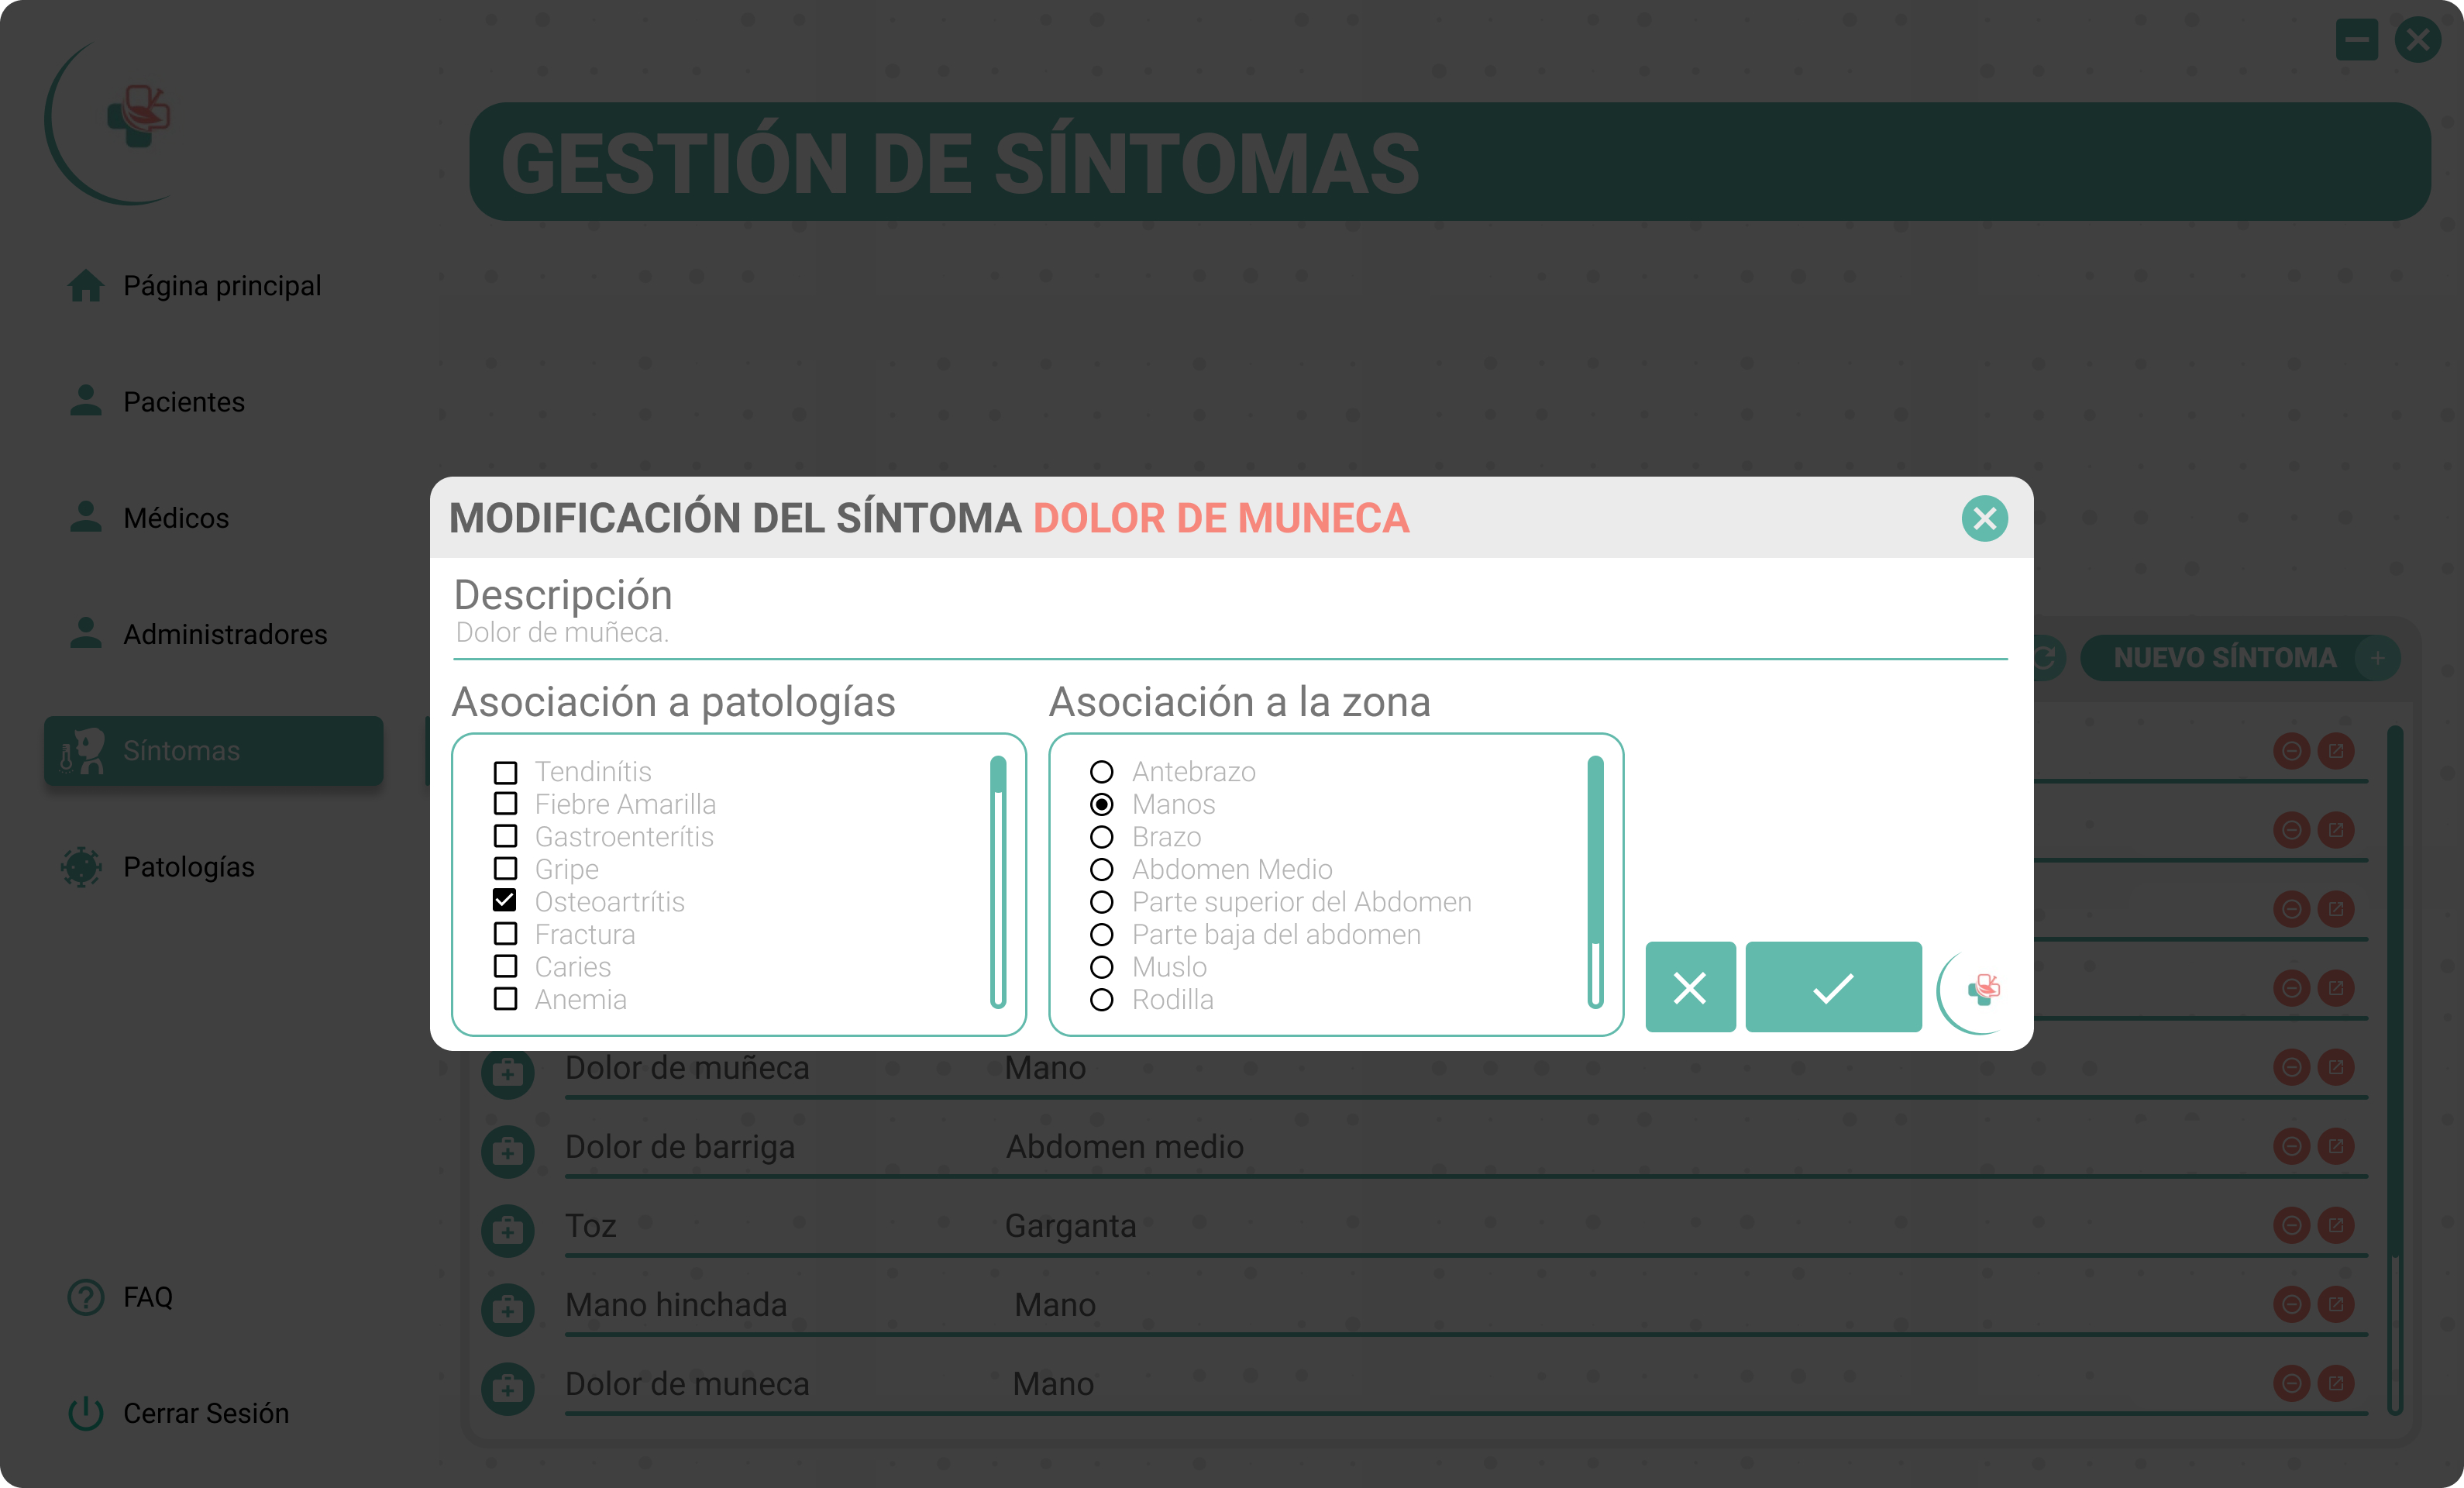 GESTIÓN DE SÍNTOMAS
Página principal
Pacientes
Médicos
Administradores
Síntomas
Patologías
FAQ
Cerrar Sesión
NUEVO SÍNTOMA
MODIFICACIÓN DEL SÍNTOMA DOLOR DE MUNECA
Descripción
Dolor de muñeca.
Asociación a patologías
Tendinítis
Fiebre Amarilla
Gastroenterítis
Gripe
Osteoartrítis
Fractura
Caries
Anemia
Asociación a la zona
Antebrazo
Manos
Brazo
Abdomen Medio
Parte superior del Abdomen
Parte baja del abdomen
Muslo
Rodilla
Dolor de muñeca Mano
Dolor de barriga Abdomen medio
Toz Garganta
Mano hinchada Mano
Dolor de muneca Mano